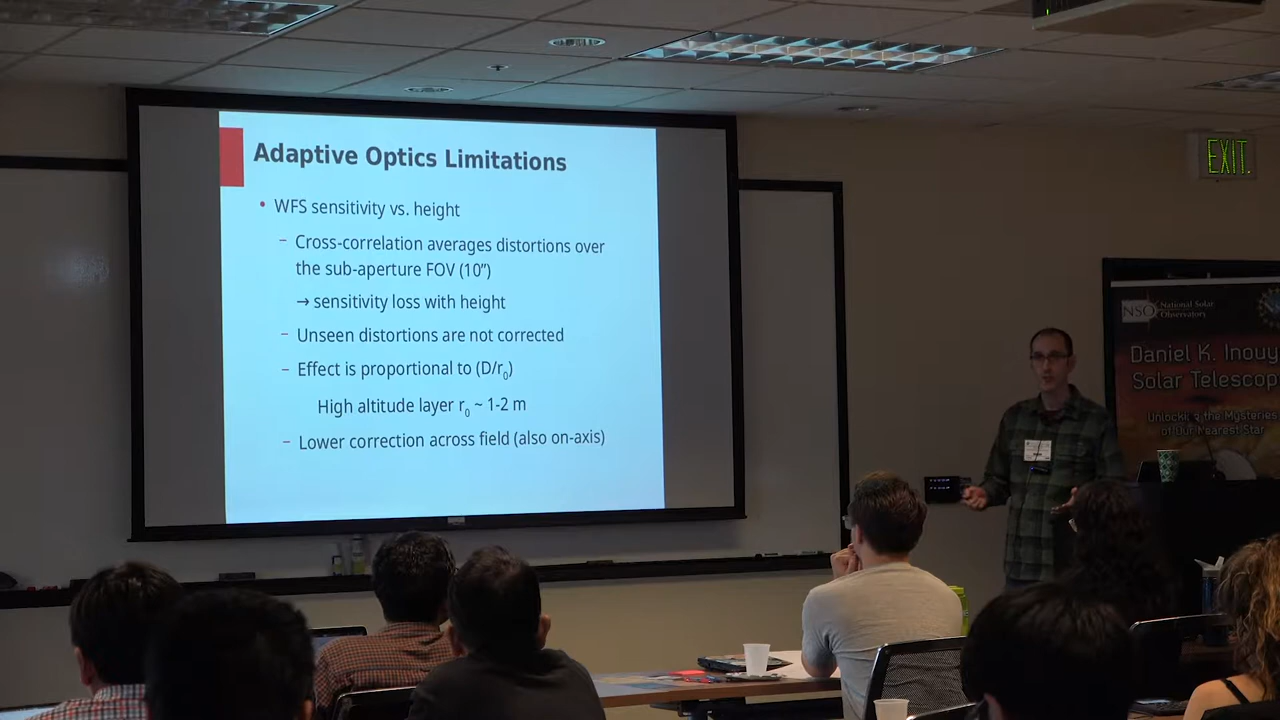 Adaptive Optics Limitations
• WFS sensitivity vs. height
– Cross-correlation averages distortions over
the sub-aperture FOV (10”)
→ sensitivity loss with height
– Unseen distortions are not corrected
– Effect is proportional to (D/r₀)
High altitude layer r₀ ~ 1-2 m
– Lower correction across field (also on-axis)
EXIT
NSO
National Solar
Observatory
Daniel K. Inouy
Solar Telescop
Unlocking the Mysteries
of Our Nearest Star